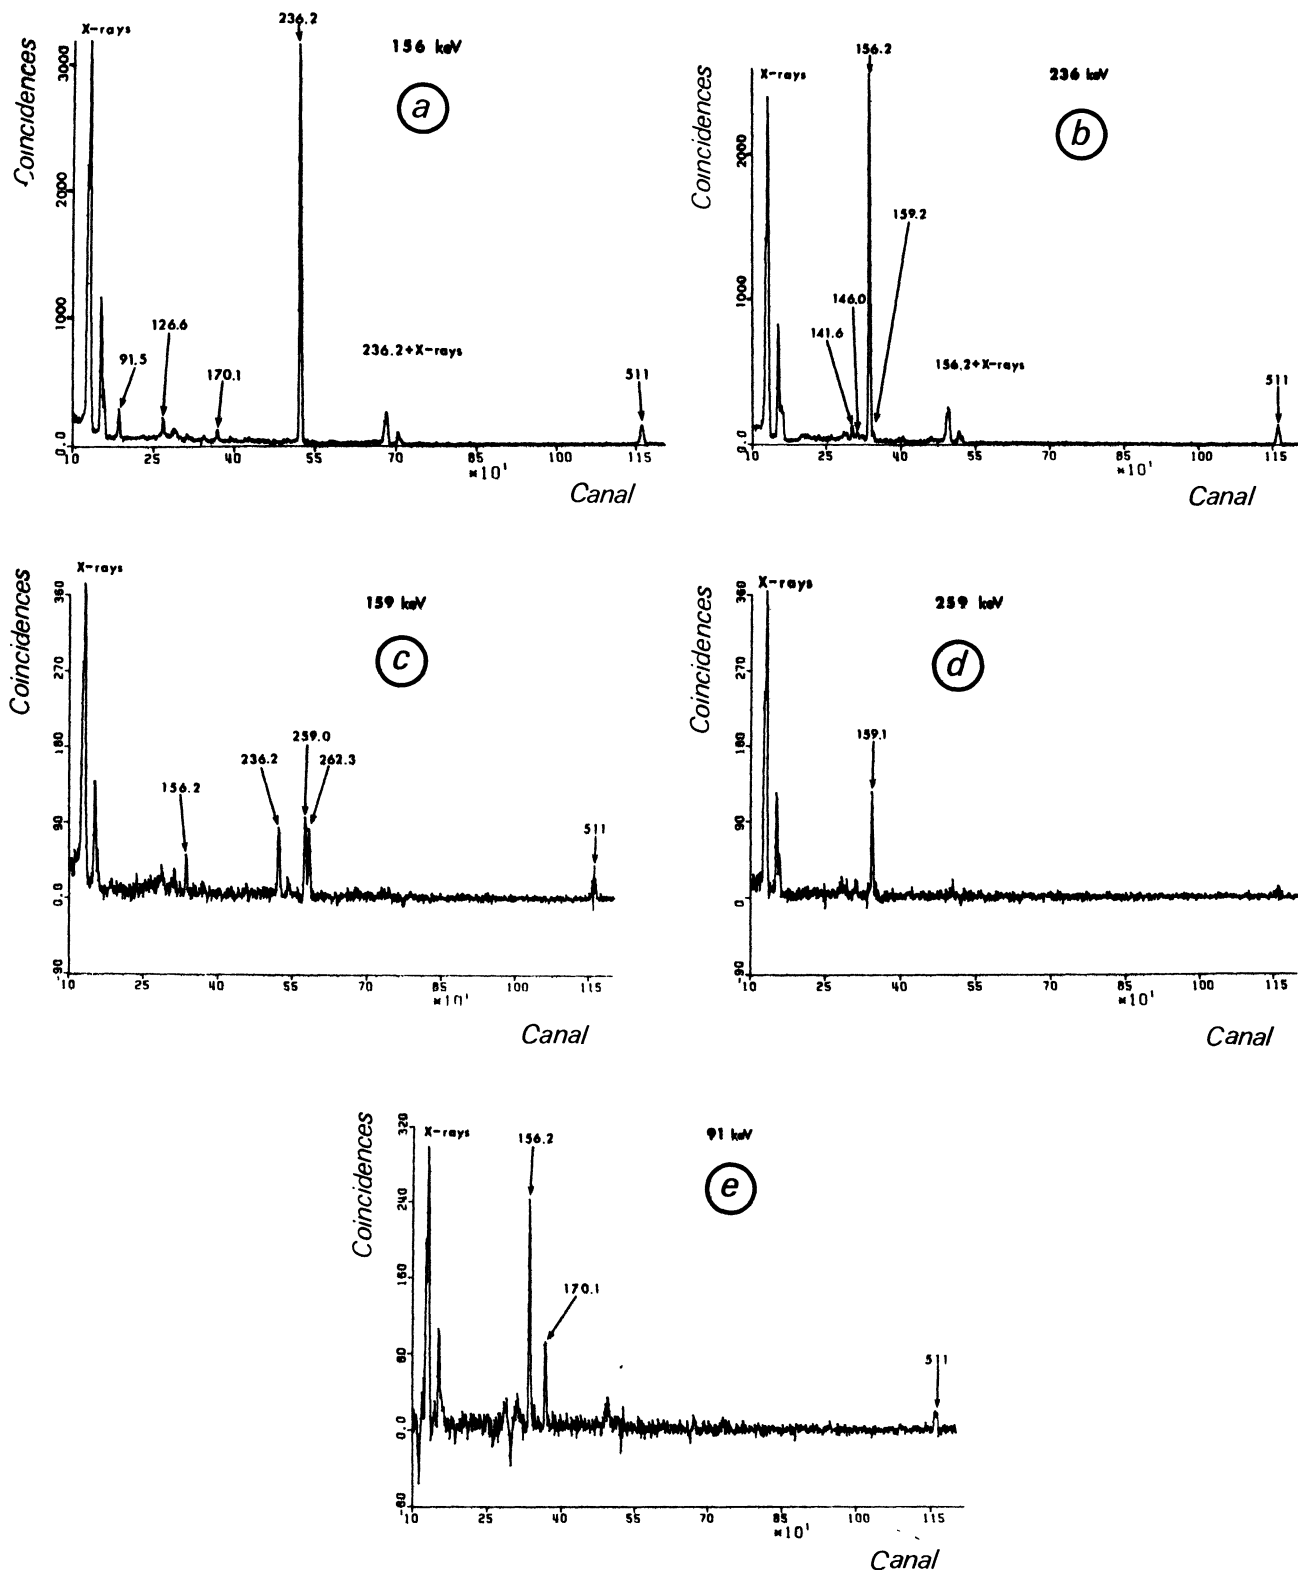 236.2
X-rays
156 keV
Coincidences
a
3000
2000
1000
0.0
126.6
91.5
170.1
236.2+X-rays
511
10 25 40 55 70 85 100 115
×10¹
Canal
156.2
X-rays
236 keV
Coincidences
b
2000
1000
0.0
159.2
146.0
141.6
156.2+X-rays
511
10 25 40 55 70 85 100 115
×10¹
Canal
X-rays
159 keV
Coincidences
c
360
270
180
90
0.0
-90
259.0
236.2
262.3
156.2
511
10 25 40 55 70 85 100 115
×10¹
Canal
X-rays
259 keV
Coincidences
d
360
270
180
90
0
-90
159.1
10 25 40 55 70 85 100 115
×10¹
Canal
X-rays
156.2
91 keV
Coincidences
e
320
240
160
80
0.0
-80
170.1
511
10 25 40 55 70 85 100 115
×10¹
Canal